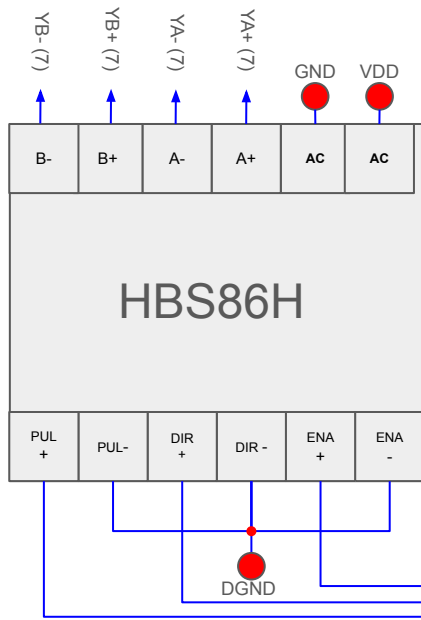 YB- (7)
YB+ (7)
YA- (7)
YA+ (7)
GND
VDD
B-
B+
A-
A+
AC
AC
HBS86H
PUL
+
PUL-
DIR
+
DIR -
ENA
+
ENA
-
DGND